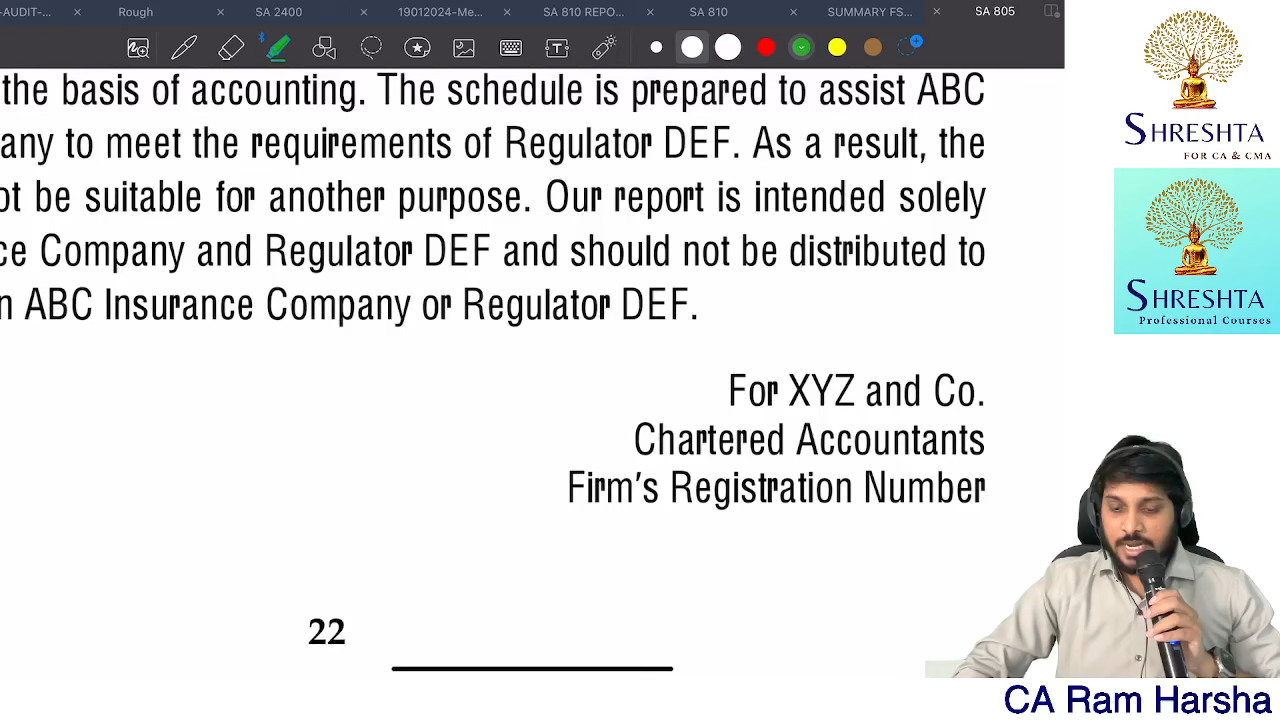 -AUDIT-... × Rough × SA 2400 × 19012024-Me... × SA 810 REPO... × SA 810 × SUMMARY FS... × SA 805
the basis of accounting. The schedule is prepared to assist ABC
any to meet the requirements of Regulator DEF. As a result, the
ot be suitable for another purpose. Our report is intended solely
ce Company and Regulator DEF and should not be distributed to
n ABC Insurance Company or Regulator DEF.
For XYZ and Co.
Chartered Accountants
Firm's Registration Number
22
SHRESHTA
FOR CA & CMA
SHRESHTA
Professional Courses
CA Ram Harsha